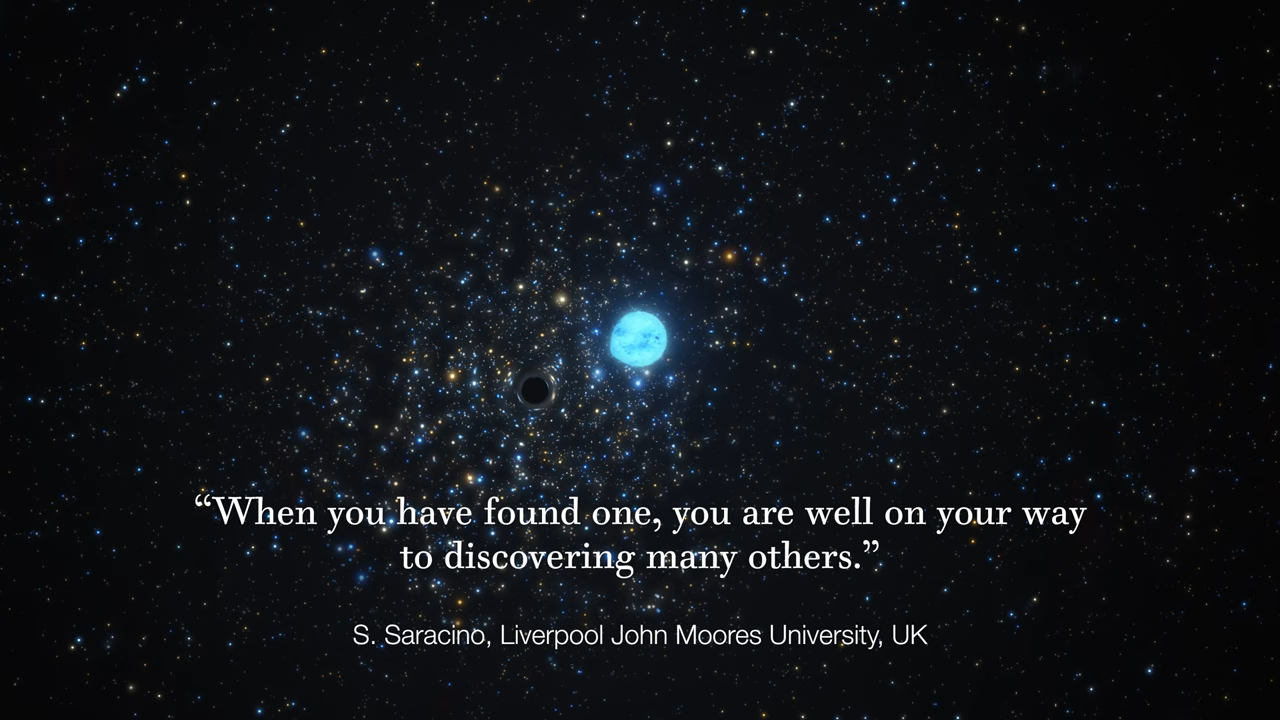 “When you have found one, you are well on your way
to discovering many others.”
S. Saracino, Liverpool John Moores University, UK